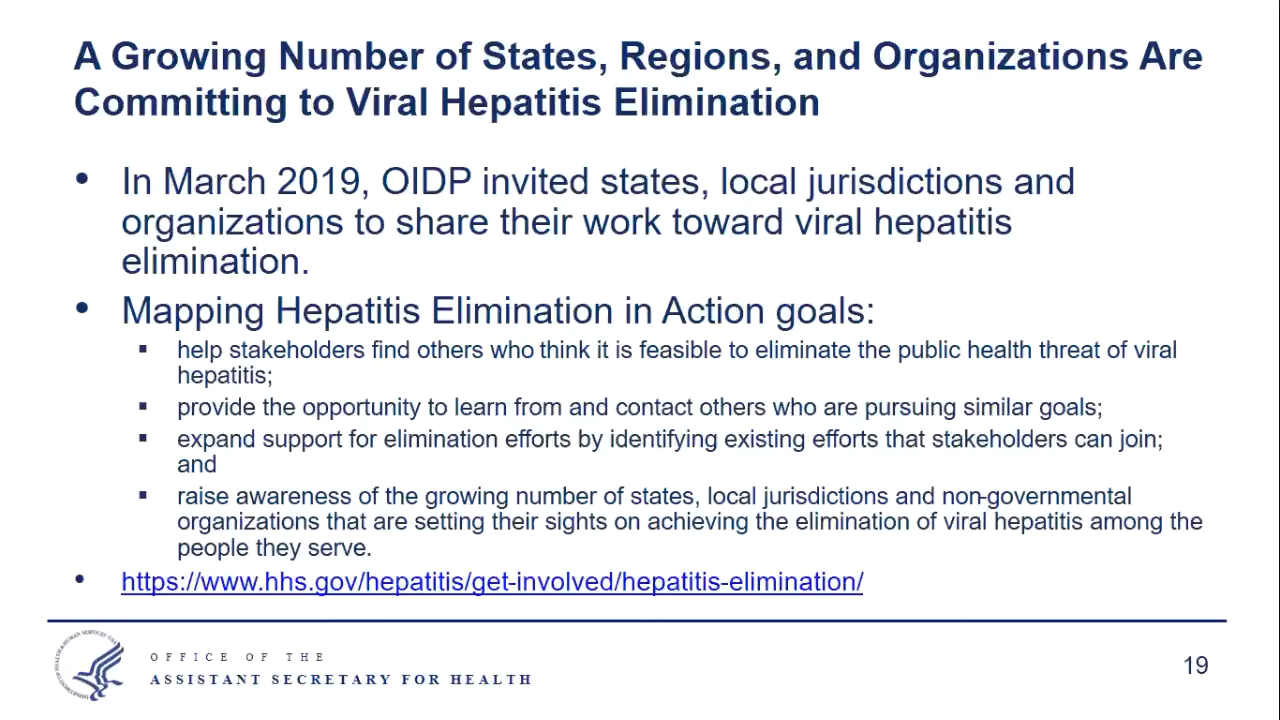 A Growing Number of States, Regions, and Organizations Are
Committing to Viral Hepatitis Elimination
• In March 2019, OIDP invited states, local jurisdictions and
organizations to share their work toward viral hepatitis
elimination.
• Mapping Hepatitis Elimination in Action goals:
▪ help stakeholders find others who think it is feasible to eliminate the public health threat of viral
hepatitis;
▪ provide the opportunity to learn from and contact others who are pursuing similar goals;
▪ expand support for elimination efforts by identifying existing efforts that stakeholders can join;
and
▪ raise awareness of the growing number of states, local jurisdictions and non-governmental
organizations that are setting their sights on achieving the elimination of viral hepatitis among the
people they serve.
• https://www.hhs.gov/hepatitis/get-involved/hepatitis-elimination/
OFFICE OF THE
ASSISTANT SECRETARY FOR HEALTH
19